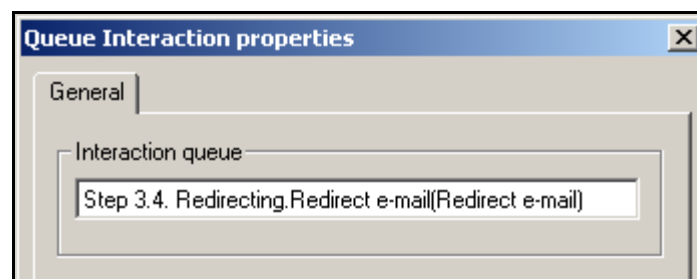 Queue Interaction properties
General
Interaction queue
Step 3.4. Redirecting.Redirect e-mail(Redirect e-mail)